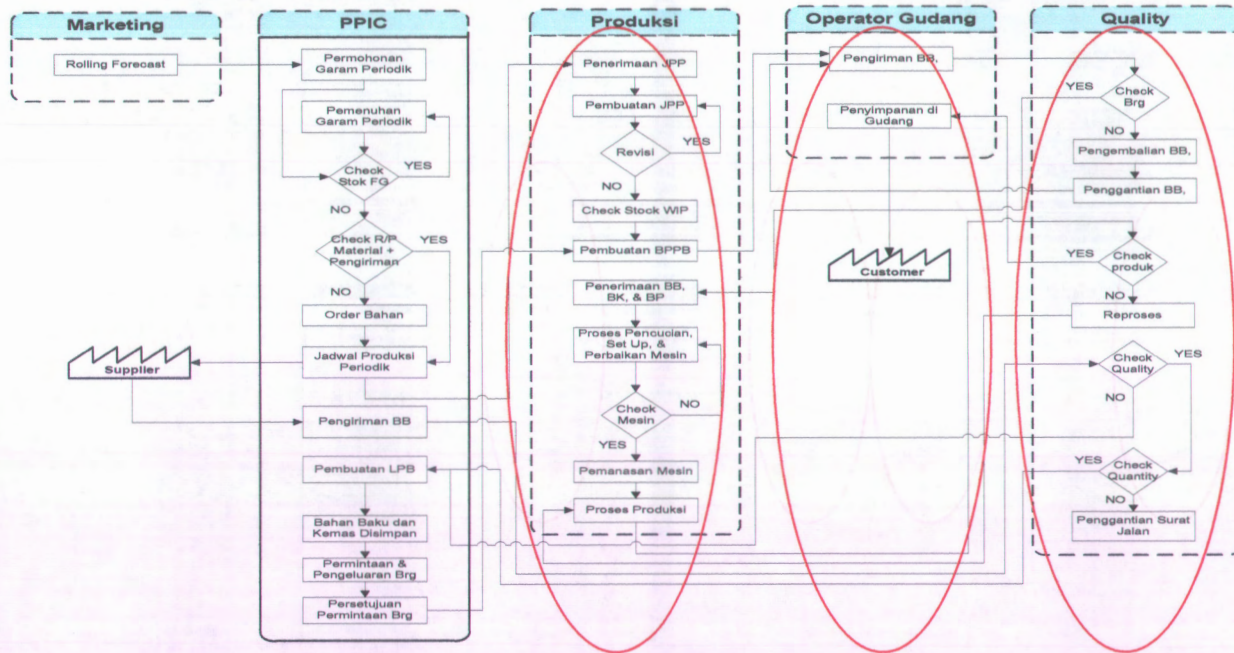 Marketing
Rolling Forecast
Supplier
PPIC
Permohonan
Garam Periodik
Pemenuhan
Garam Periodik
Check
Stok FG
YES
NO
Check R/P
Material +
Pengiriman
YES
NO
Order Bahan
Jadwal Produksi
Periodik
Pengiriman BB
Pembuatan LPB
Bahan Baku dan
Kemas Disimpan
Permintaan &
Pengeluaran Brg
Persetujuan
Permintaan Brg
Produksi
Penerimaan JPP
Pembuatan JPP
Revisi
YES
NO
Check Stock WIP
Pembuatan BPPB
Penerimaan BB,
BK, & BP
Proses Pencucian,
Set Up, &
Perbaikan Mesin
Check
Mesin
NO
YES
Pemanasan Mesin
Proses Produksi
Operator Gudang
Pengiriman BB,
Penyimpanan di
Gudang
Customer
Quality
YES
Check
Brg
NO
Pengembalian BB,
Penggantian BB,
YES
Check
produk
NO
Reproses
Check
Quality
YES
NO
YES
Check
Quantity
NO
Penggantian Surat
Jalan